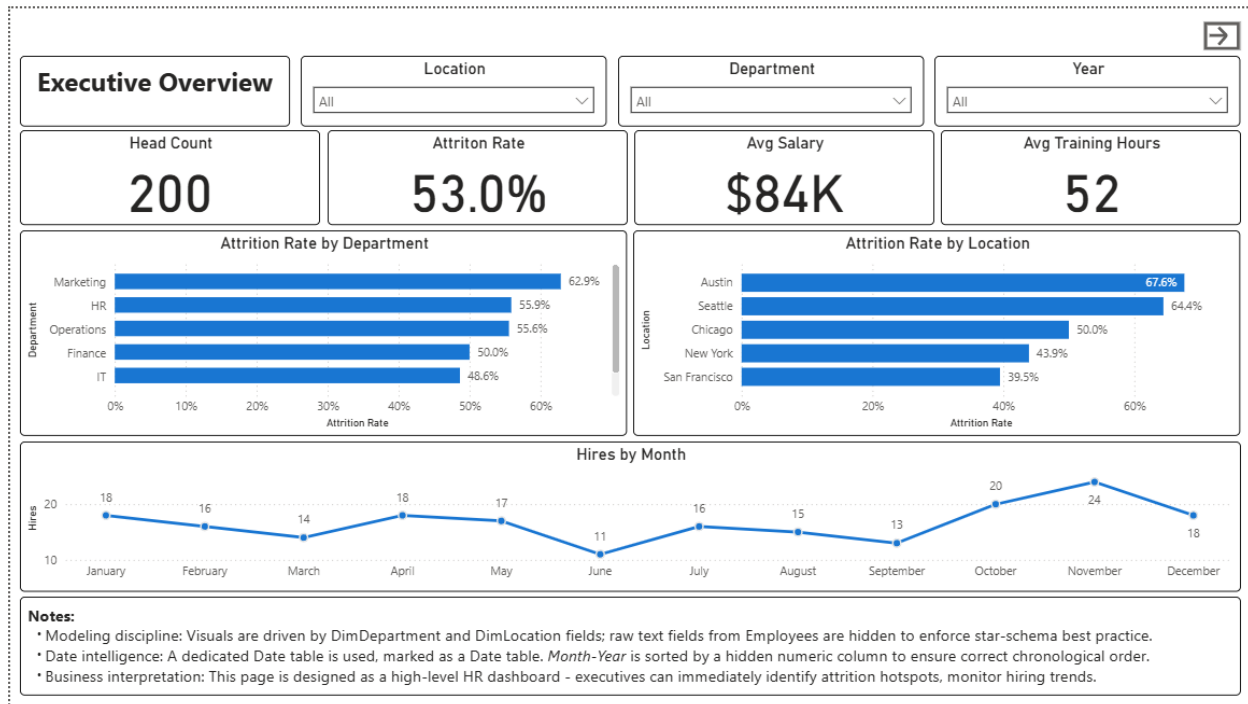 Executive Overview
Location
All
Department
All
Year
All
Head Count
200
Attriton Rate
53.0%
Avg Salary
$84K
Avg Training Hours
52
Attrition Rate by Department
Department
Marketing
62.9%
HR
55.9%
Operations
55.6%
Finance
50.0%
IT
48.6%
0% 10% 20% 30% 40% 50% 60%
Attrition Rate
Attrition Rate by Location
Location
Austin
67.6%
Seattle
64.4%
Chicago
50.0%
New York
43.9%
San Francisco
39.5%
0% 20% 40% 60%
Attrition Rate
Hires by Month
Hires
20
10
18 16 14 18 17 11 16 15 13 20 24 18
January February March April May June July August September October November December
Notes:
• Modeling discipline: Visuals are driven by DimDepartment and DimLocation fields; raw text fields from Employees are hidden to enforce star-schema best practice.
• Date intelligence: A dedicated Date table is used, marked as a Date table. Month-Year is sorted by a hidden numeric column to ensure correct chronological order.
• Business interpretation: This page is designed as a high-level HR dashboard - executives can immediately identify attrition hotspots, monitor hiring trends.